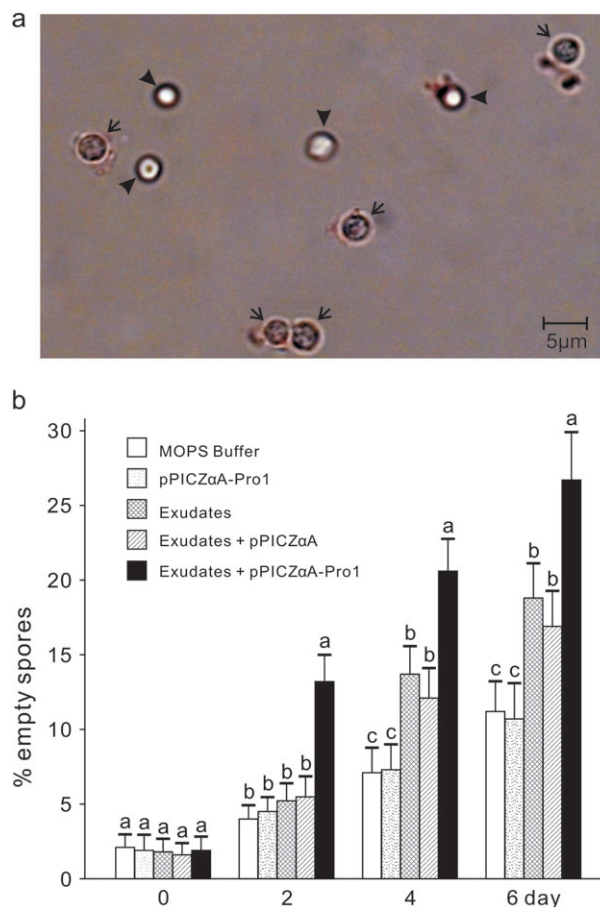 a
5μm
b
30
25
20
15
10
5
0
% empty spores
MOPS Buffer
pPICZαA-Pro1
Exudates
Exudates + pPICZαA
Exudates + pPICZαA-Pro1
a a a a a
b b b b a
c c b b a
c c b b a
0 2 4 6 day